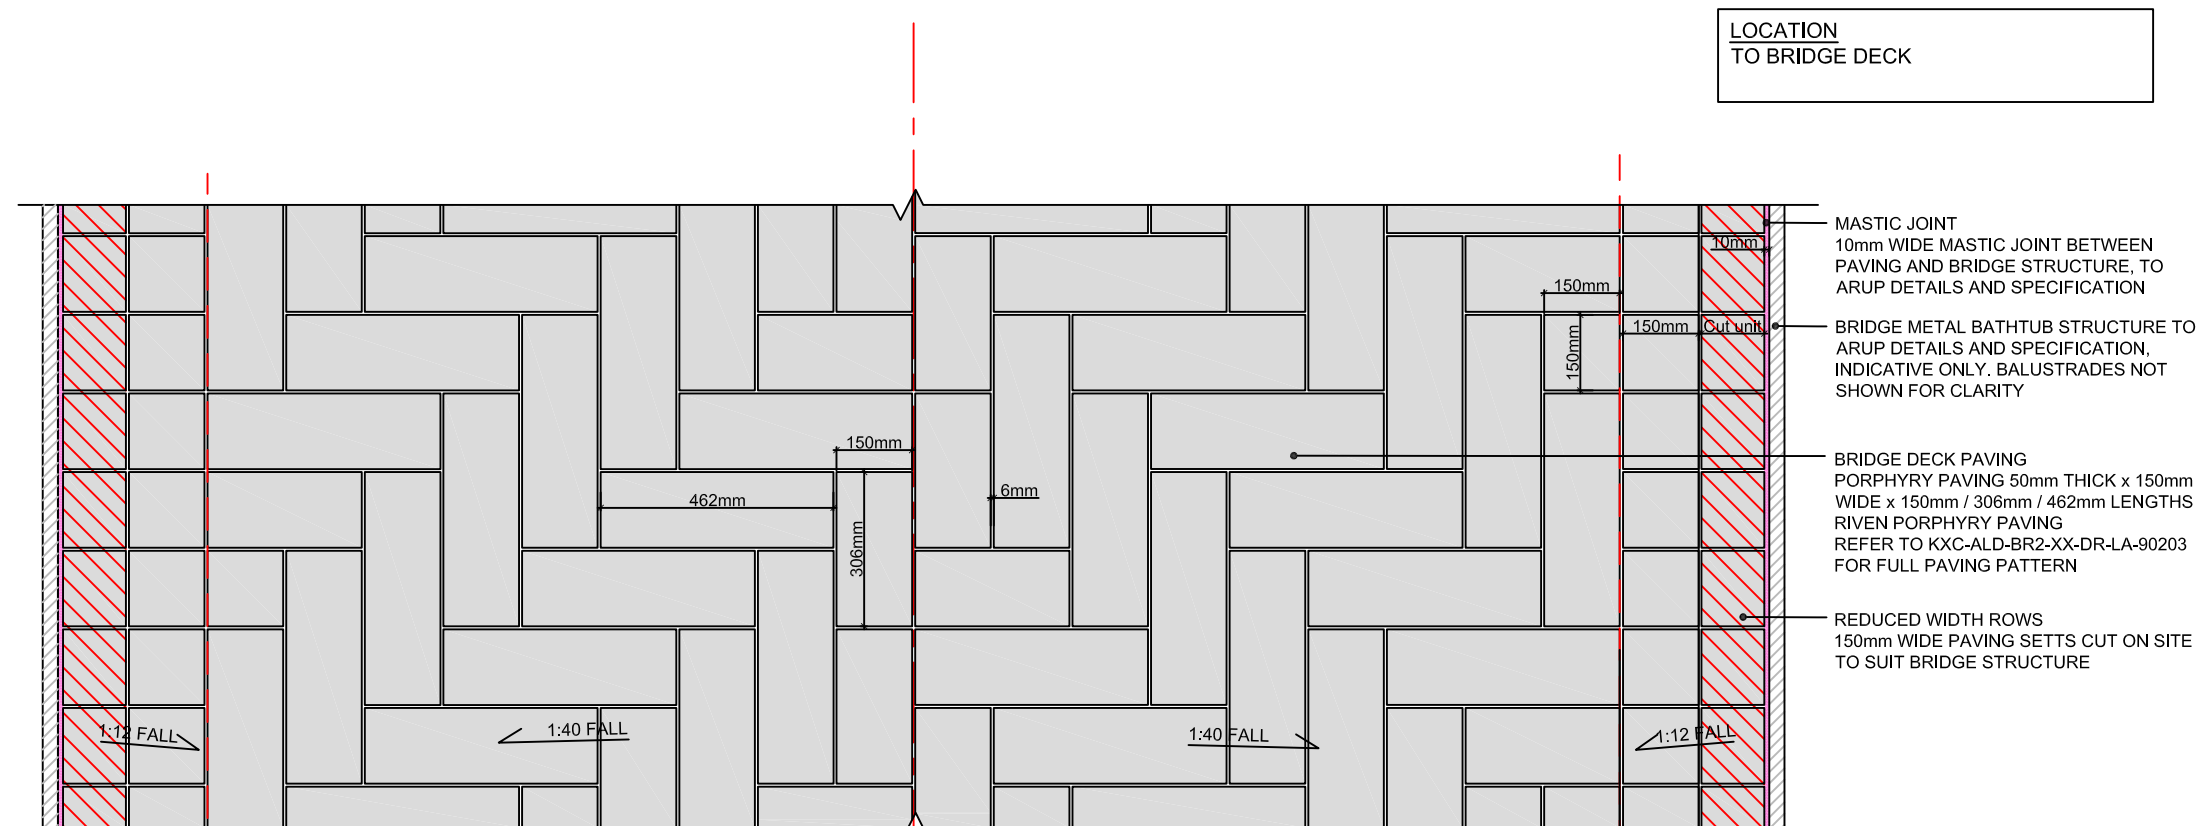 LOCATION
TO BRIDGE DECK
MASTIC JOINT
10mm WIDE MASTIC JOINT BETWEEN
PAVING AND BRIDGE STRUCTURE, TO
ARUP DETAILS AND SPECIFICATION
10mm
150mm
150mm
Cut unit
150mm
BRIDGE METAL BATHTUB STRUCTURE TO
ARUP DETAILS AND SPECIFICATION,
INDICATIVE ONLY. BALUSTRADES NOT
SHOWN FOR CLARITY
150mm
462mm
6mm
306mm
BRIDGE DECK PAVING
PORPHYRY PAVING 50mm THICK x 150mm
WIDE x 150mm / 306mm / 462mm LENGTHS
RIVEN PORPHYRY PAVING
REFER TO KXC-ALD-BR2-XX-DR-LA-90203
FOR FULL PAVING PATTERN
REDUCED WIDTH ROWS
150mm WIDE PAVING SETTS CUT ON SITE
TO SUIT BRIDGE STRUCTURE
1:12 FALL
1:40 FALL
1:40 FALL
1:12 FALL